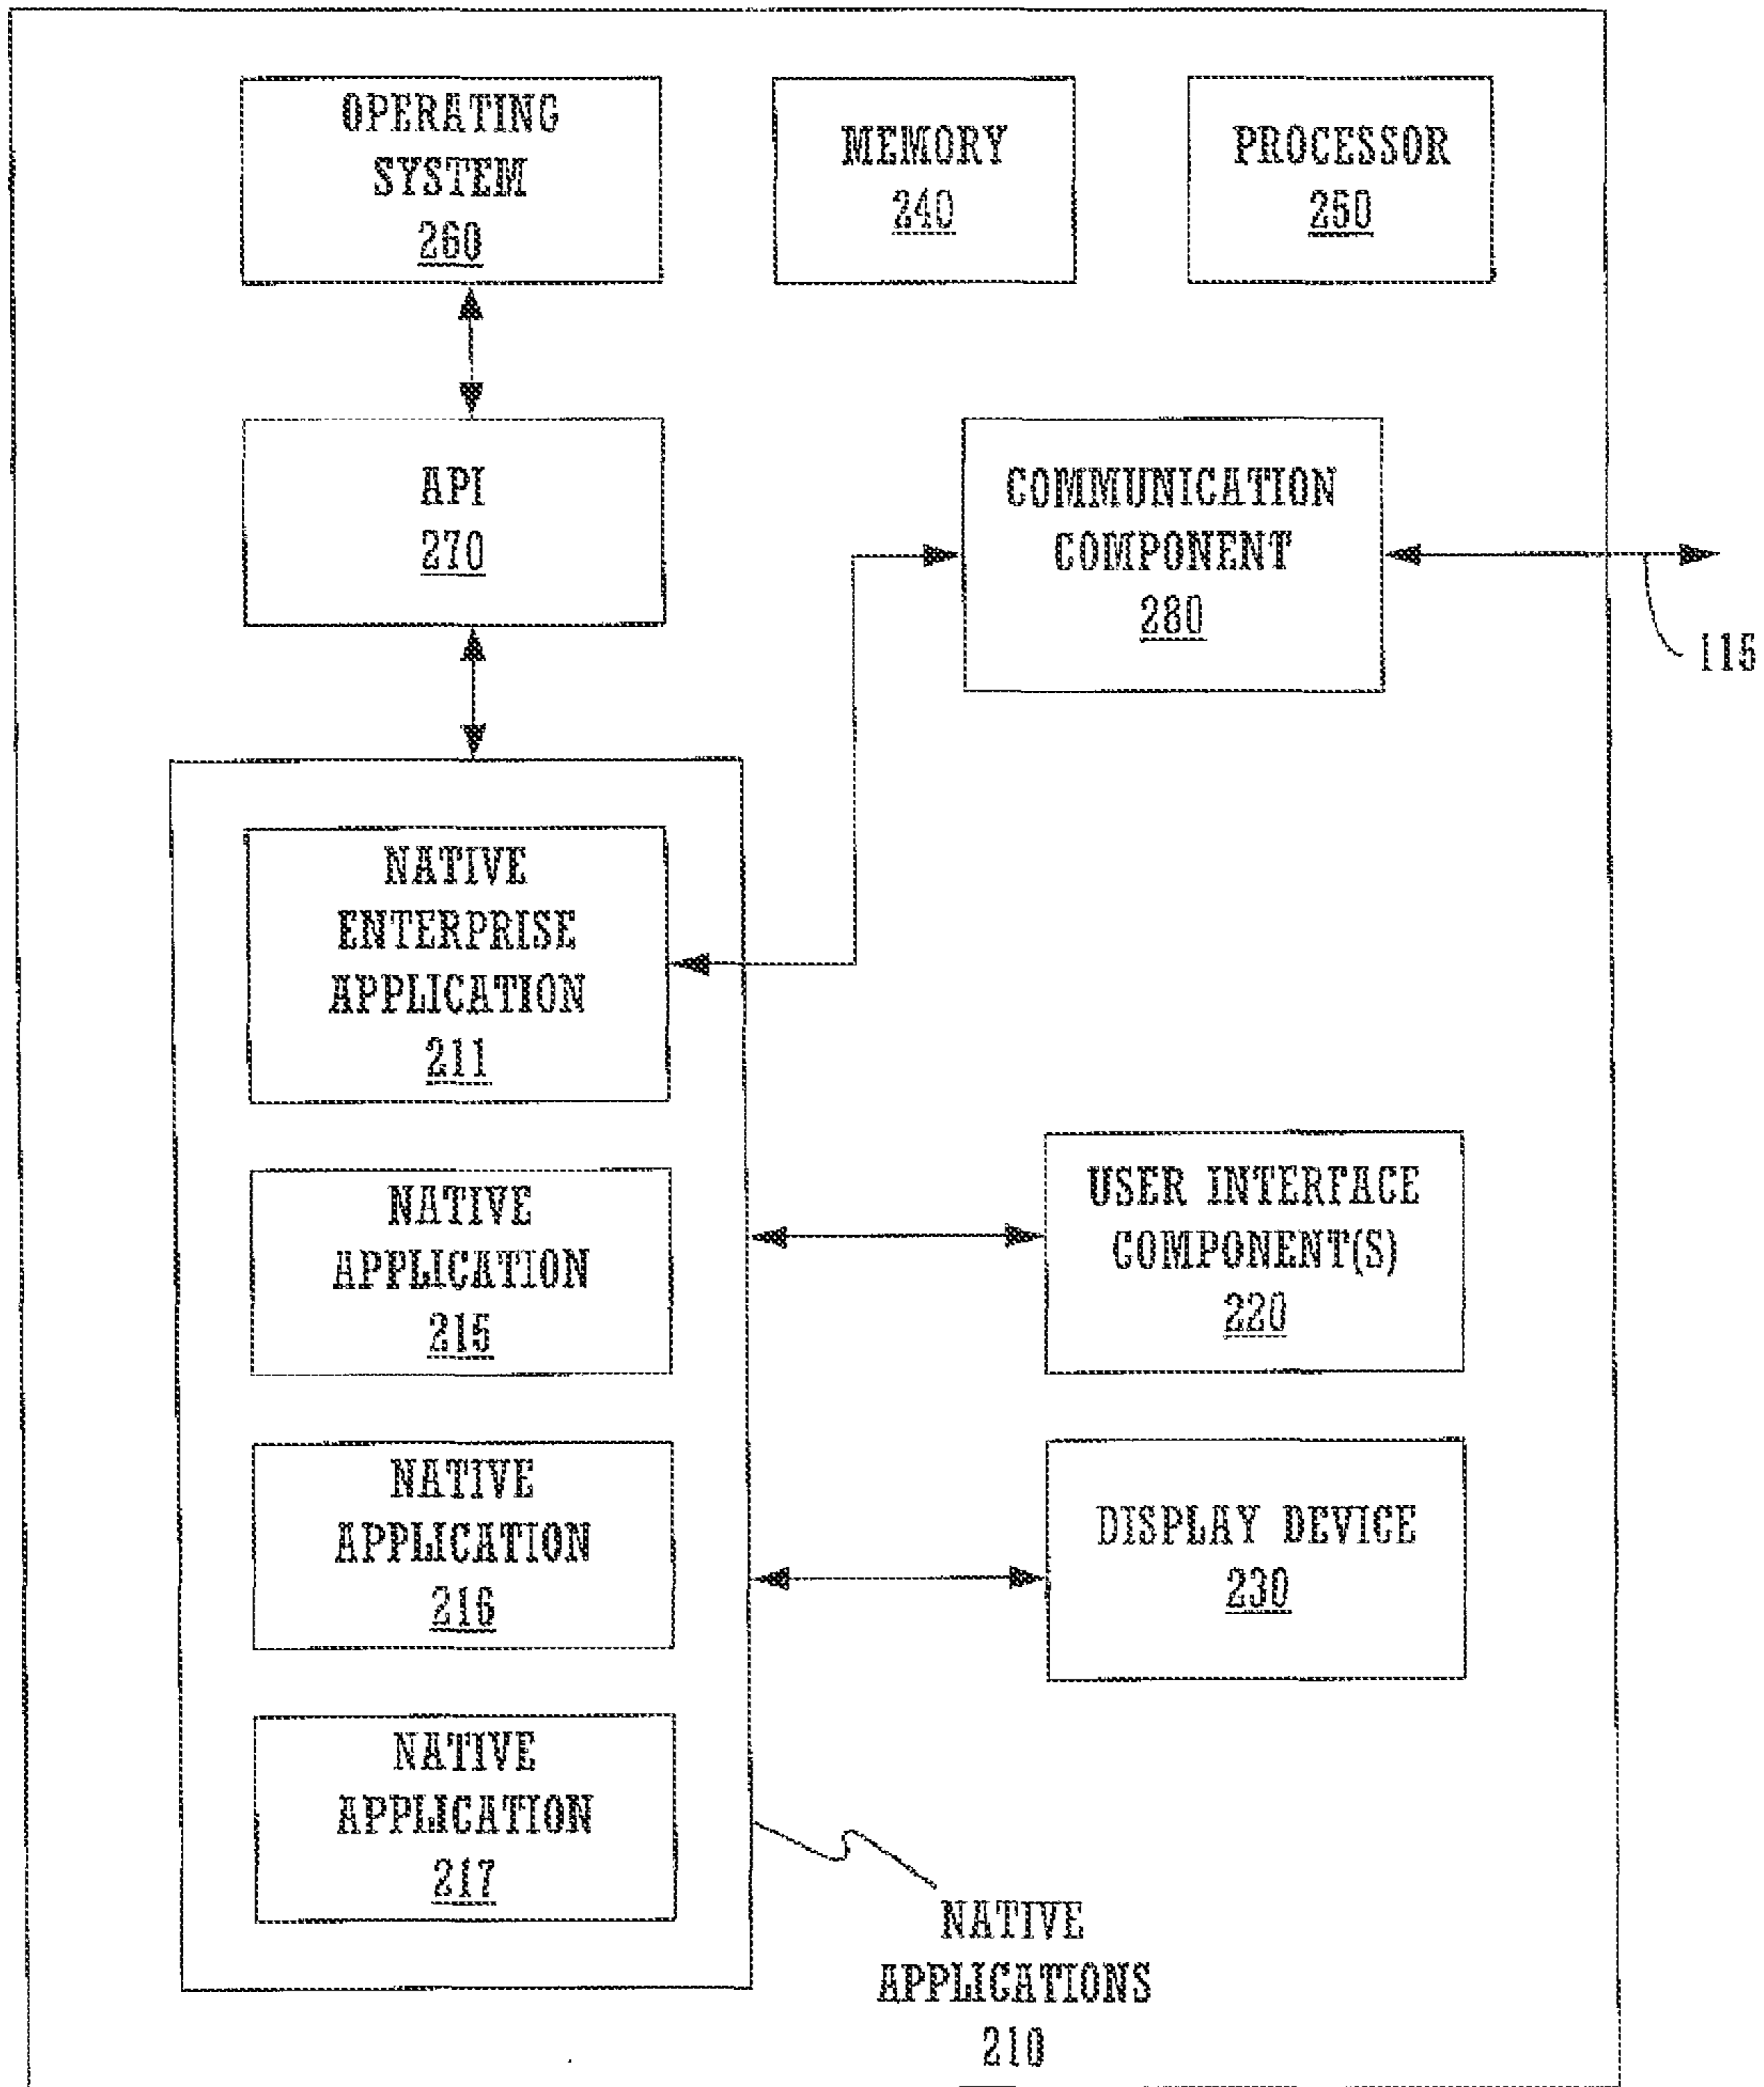 OPERATING
SYSTEM
260
MEMORY
240
PROCESSOR
250
API
270
COMMUNICATION
COMPONENT
280
115
NATIVE
ENTERPRISE
APPLICATION
211
NATIVE
APPLICATION
215
USER INTERFACE
COMPONENT(S)
220
NATIVE
APPLICATION
216
DISPLAY DEVICE
230
NATIVE
APPLICATION
217
NATIVE
APPLICATIONS
210